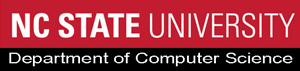 NC STATE UNIVERSITY
Department of Computer Science